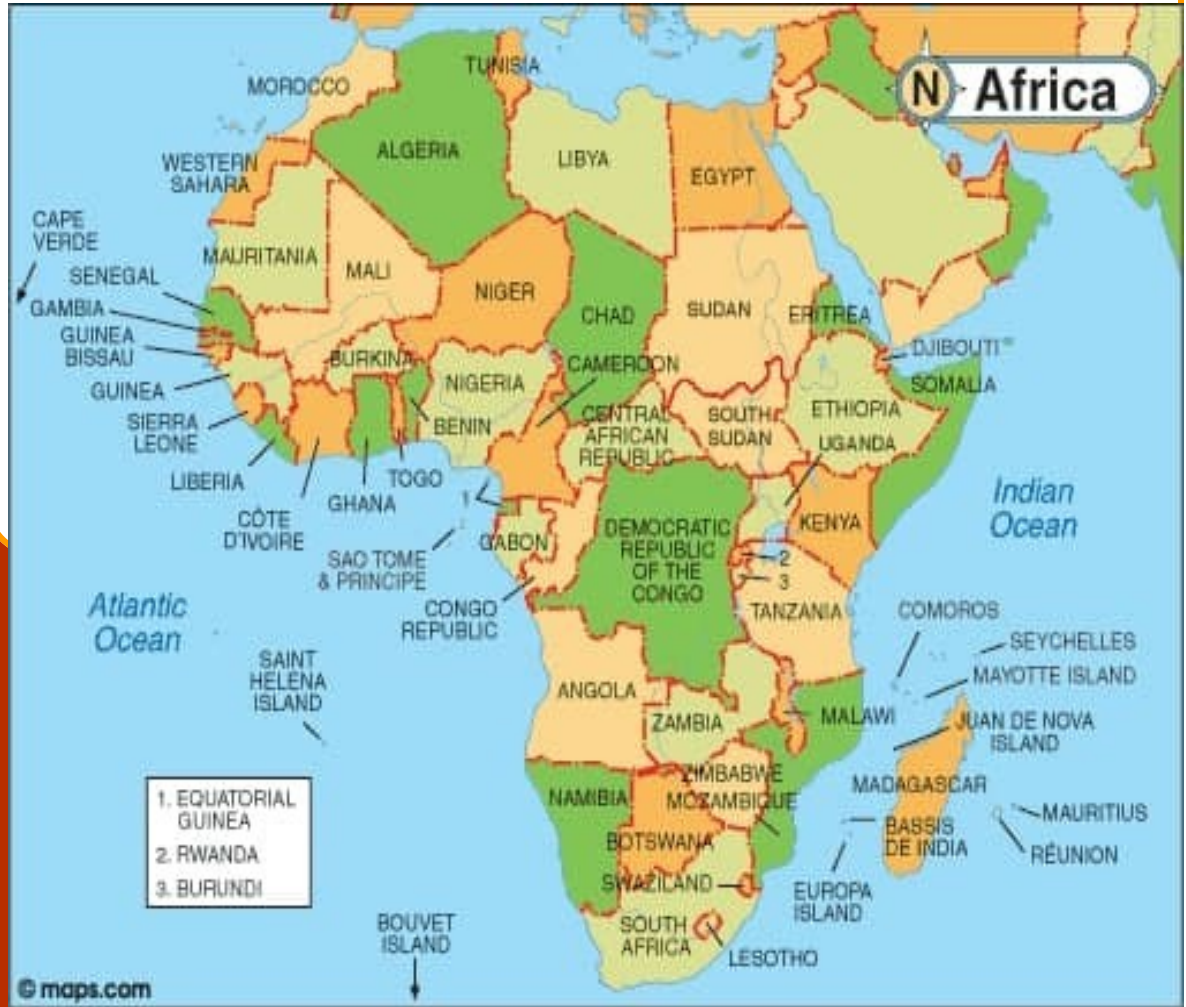 N Africa
MOROCCO
TUNISIA
ALGERIA
LIBYA
EGYPT
WESTERN
SAHARA
CAPE
VERDE
MAURITANIA
MALI
NIGER
CHAD
SUDAN
ERITREA
SENEGAL
GAMBIA
GUINEA
BISSAU
GUINEA
SIERRA
LEONE
LIBERIA
CÔTE
D'IVOIRE
BURKINA
GHANA
TOGO
BENIN
NIGERIA
CAMEROON
CENTRAL
AFRICAN
REPUBLIC
SOUTH
SUDAN
DJIBOUTI
SOMALIA
ETHIOPIA
UGANDA
KENYA
Indian
Ocean
1
SAO TOME
& PRINCIPE
GABON
CONGO
REPUBLIC
DEMOCRATIC
REPUBLIC
OF THE
CONGO
2
3
TANZANIA
Atlantic
Ocean
SAINT
HELENA
ISLAND
COMOROS
SEYCHELLES
MAYOTTE ISLAND
JUAN DE NOVA
ISLAND
ANGOLA
ZAMBIA
MALAWI
ZIMBABWE
MOZAMBIQUE
MADAGASCAR
MAURITIUS
RÉUNION
BASSIS
DE INDIA
EUROPA
ISLAND
NAMIBIA
BOTSWANA
SWAZILAND
SOUTH
AFRICA
LESOTHO
1. EQUATORIAL
GUINEA
2. RWANDA
3. BURUNDI
BOUVET
ISLAND
© maps.com